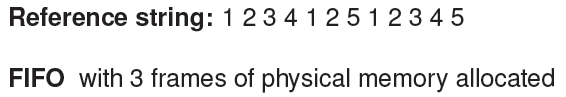 Reference string: 1 2 3 4 1 2 5 1 2 3 4 5
FIFO with 3 frames of physical memory allocated